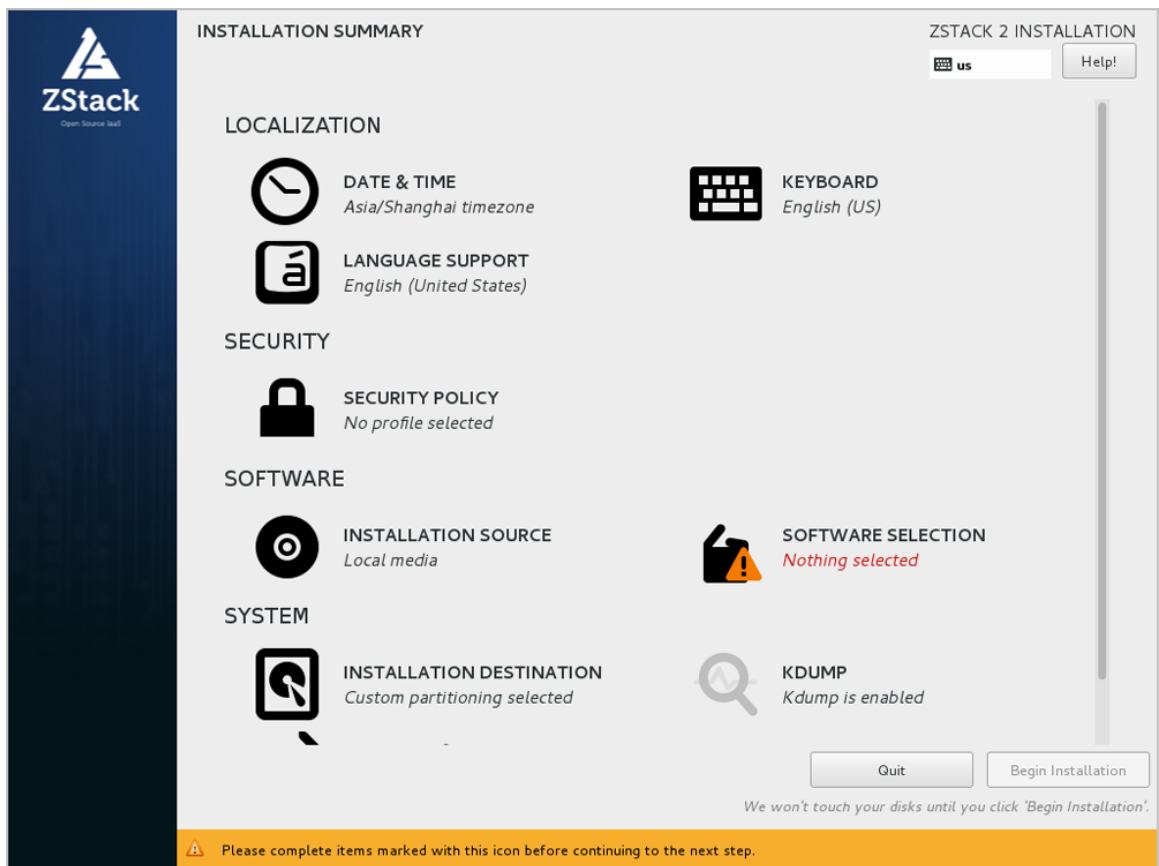 ZStack
Open Source IaaS
INSTALLATION SUMMARY
ZSTACK 2 INSTALLATION
us
Help!
LOCALIZATION
DATE & TIME
Asia/Shanghai timezone
KEYBOARD
English (US)
á
LANGUAGE SUPPORT
English (United States)
SECURITY
SECURITY POLICY
No profile selected
SOFTWARE
INSTALLATION SOURCE
Local media
SOFTWARE SELECTION
Nothing selected
SYSTEM
INSTALLATION DESTINATION
Custom partitioning selected
KDUMP
Kdump is enabled
Quit
Begin Installation
We won't touch your disks until you click 'Begin Installation'.
Please complete items marked with this icon before continuing to the next step.